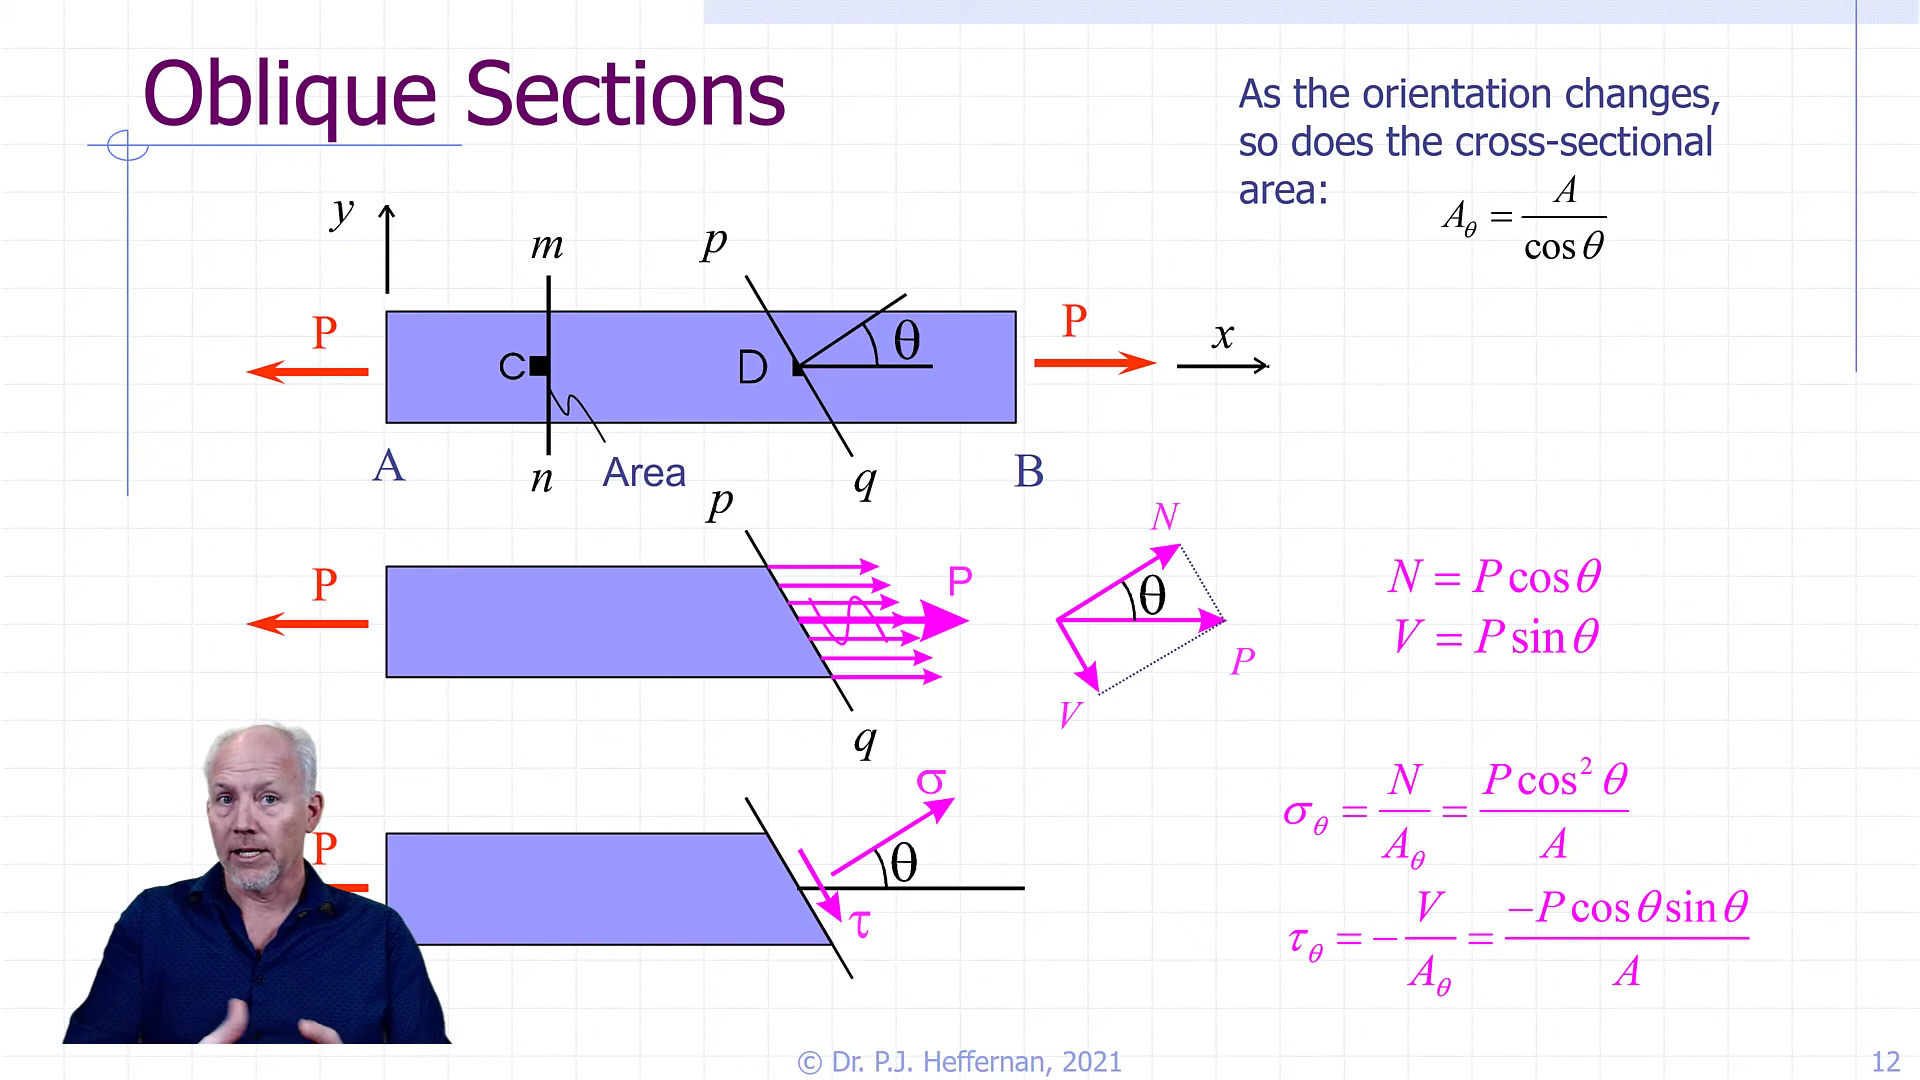 Oblique Sections
As the orientation changes,
so does the cross-sectional
area:
A_θ = A / cos θ
y
m
p
P
C
D
θ
P
x
A
n
Area
q
B
p
P
P
q
N
θ
P
V
N = P cos θ
V = P sin θ
P
σ
θ
τ
σ_θ = N / A_θ = P cos² θ / A
τ_θ = − V / A_θ = −P cos θ sin θ / A
© Dr. P.J. Heffernan, 2021
12